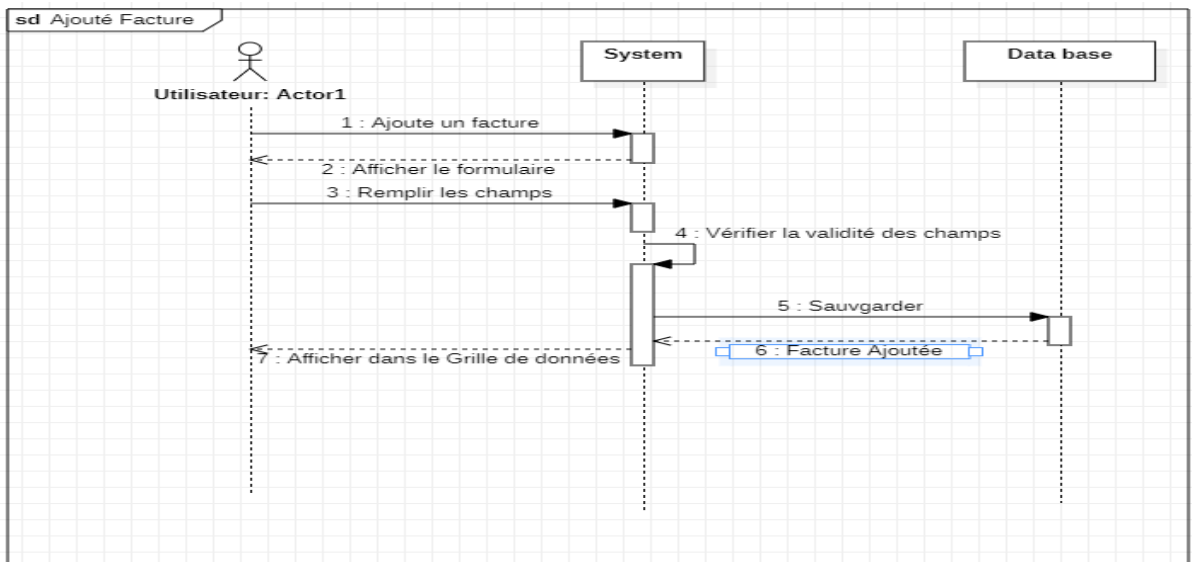 sd Ajouté Facture
System
Data base
Utilisateur: Actor1
1 : Ajoute un facture
2 : Afficher le formulaire
3 : Remplir les champs
4 : Vérifier la validité des champs
5 : Sauvgarder
6 : Facture Ajoutée
7 : Afficher dans le Grille de données